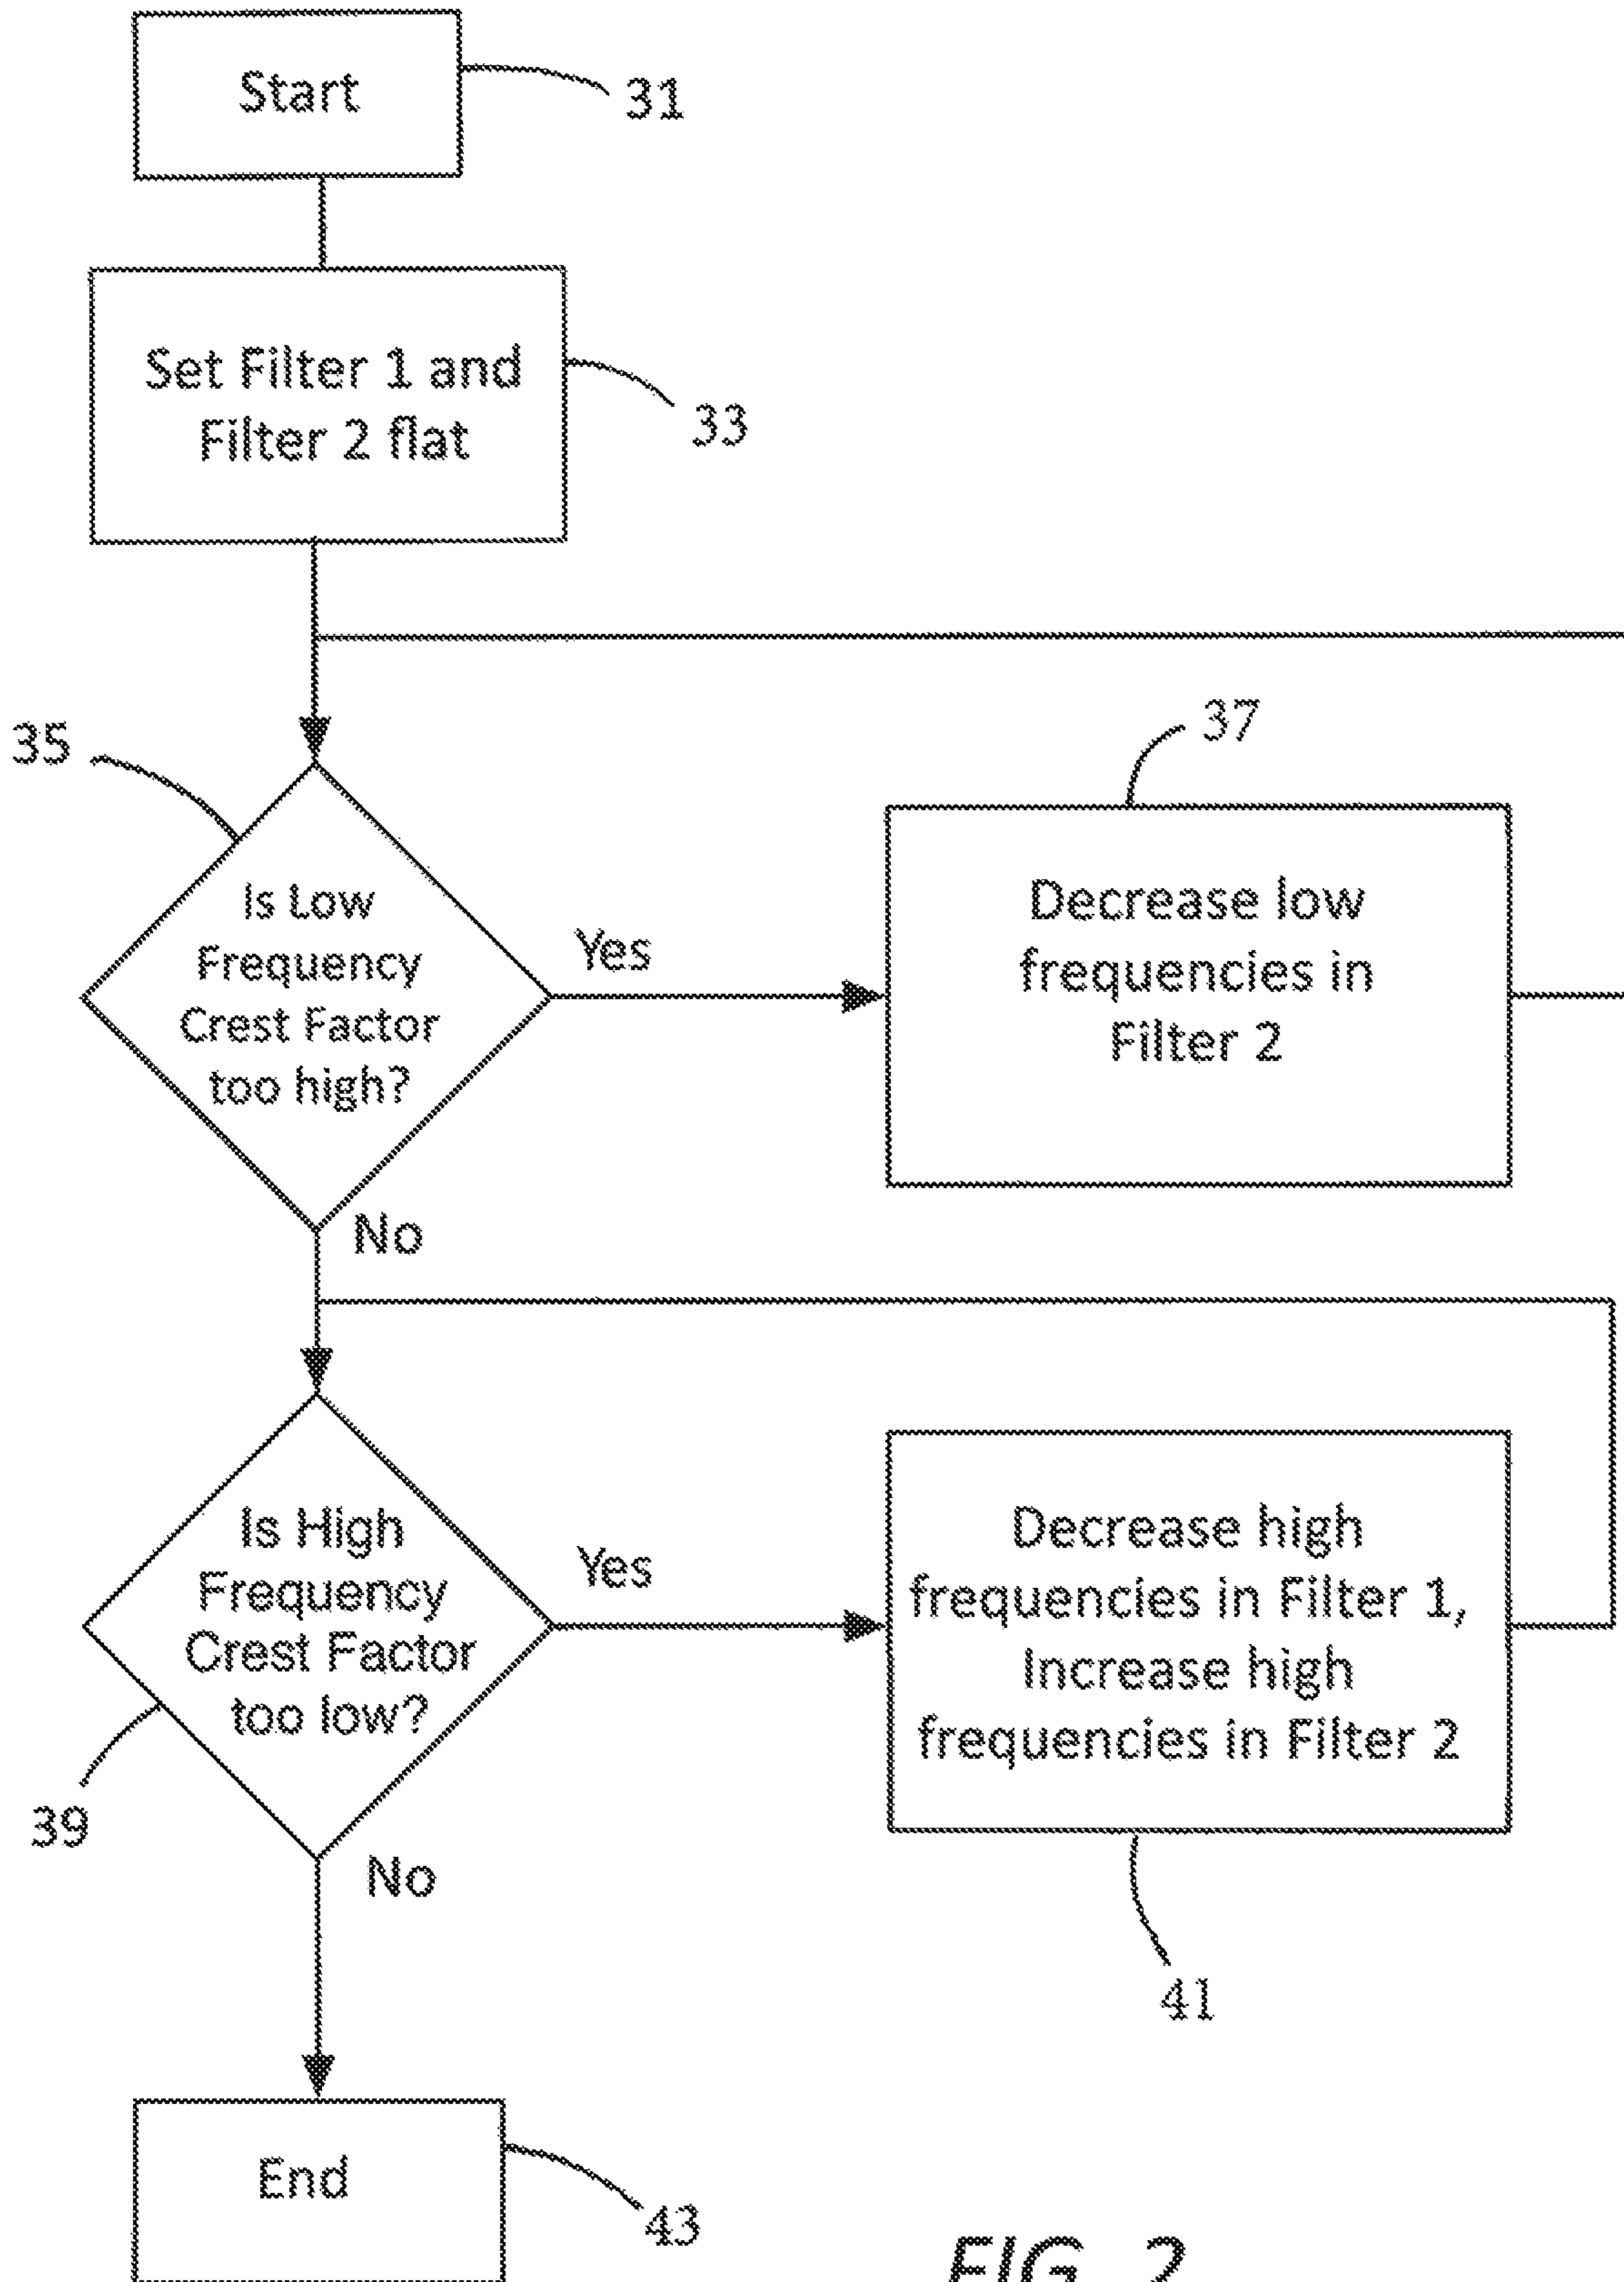 Start
31
Set Filter 1 and
Filter 2 flat
33
35
Is Low
Frequency
Crest Factor
too high?
Yes
37
Decrease low
frequencies in
Filter 2
No
Is High
Frequency
Crest Factor
too low?
39
Yes
Decrease high
frequencies in Filter 1,
Increase high
frequencies in Filter 2
41
No
End
43
FIG. 2